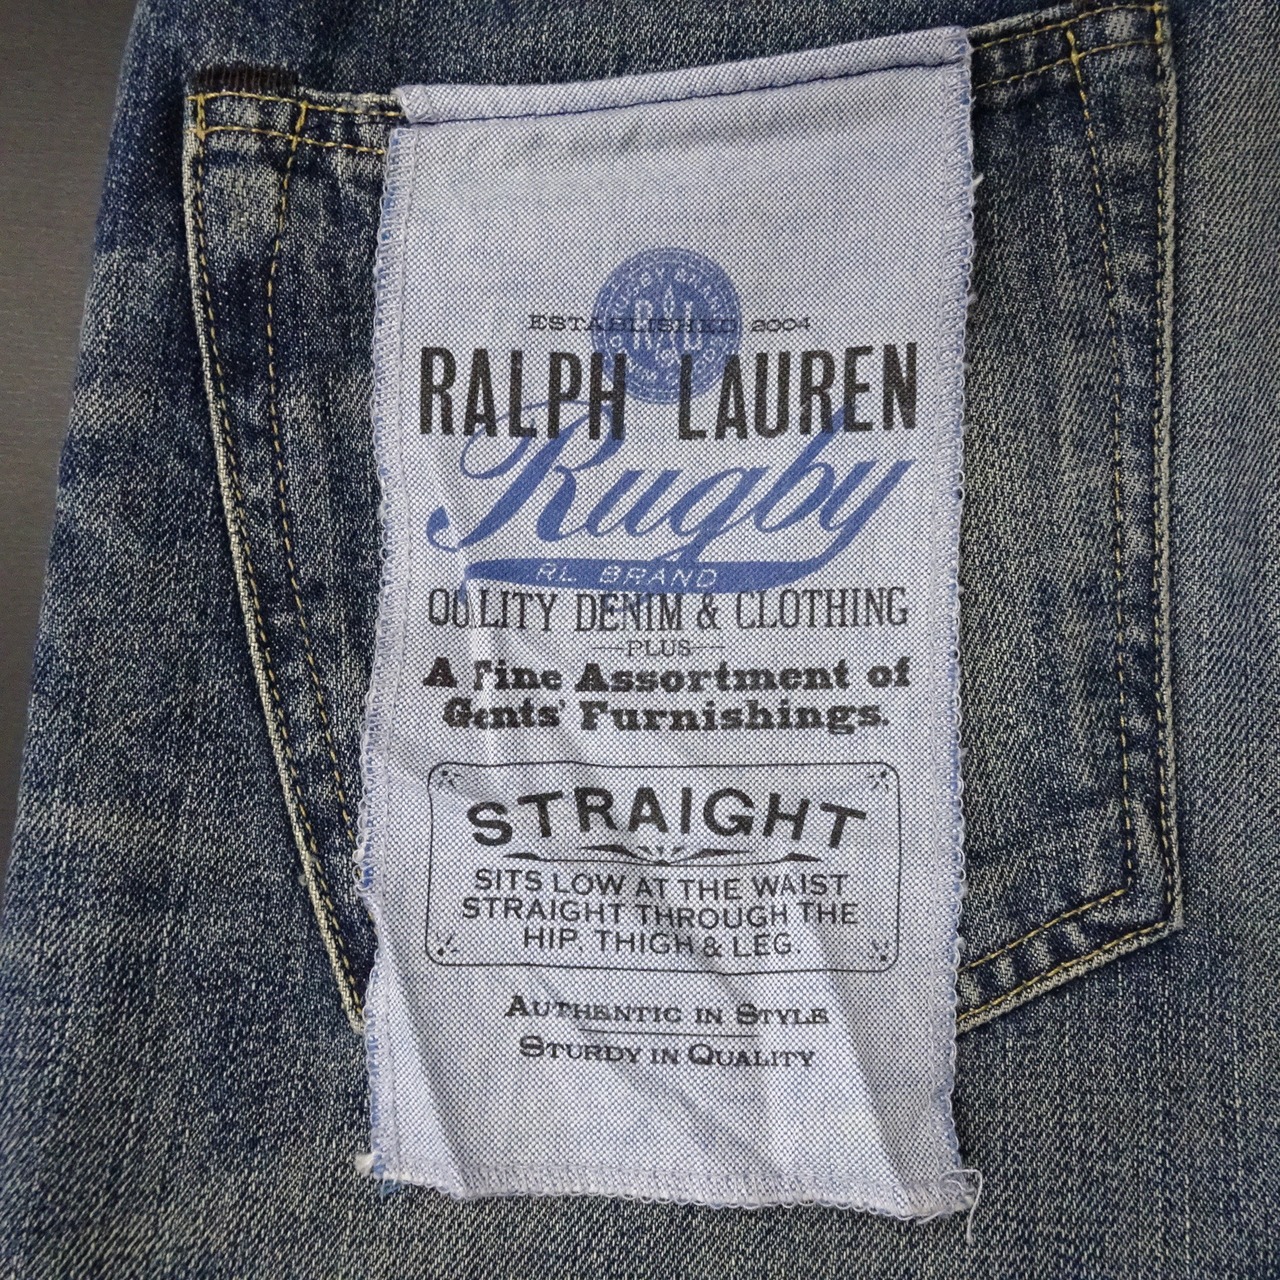 ESTABLISHED 2004
RALPH LAUREN
Rugby
RL BRAND
QUALITY DENIM & CLOTHING
PLUS
A Fine Assortment of
Gents' Furnishings.
STRAIGHT
SITS LOW AT THE WAIST
STRAIGHT THROUGH THE
HIP, THIGH & LEG.
AUTHENTIC IN STYLE
STURDY IN QUALITY